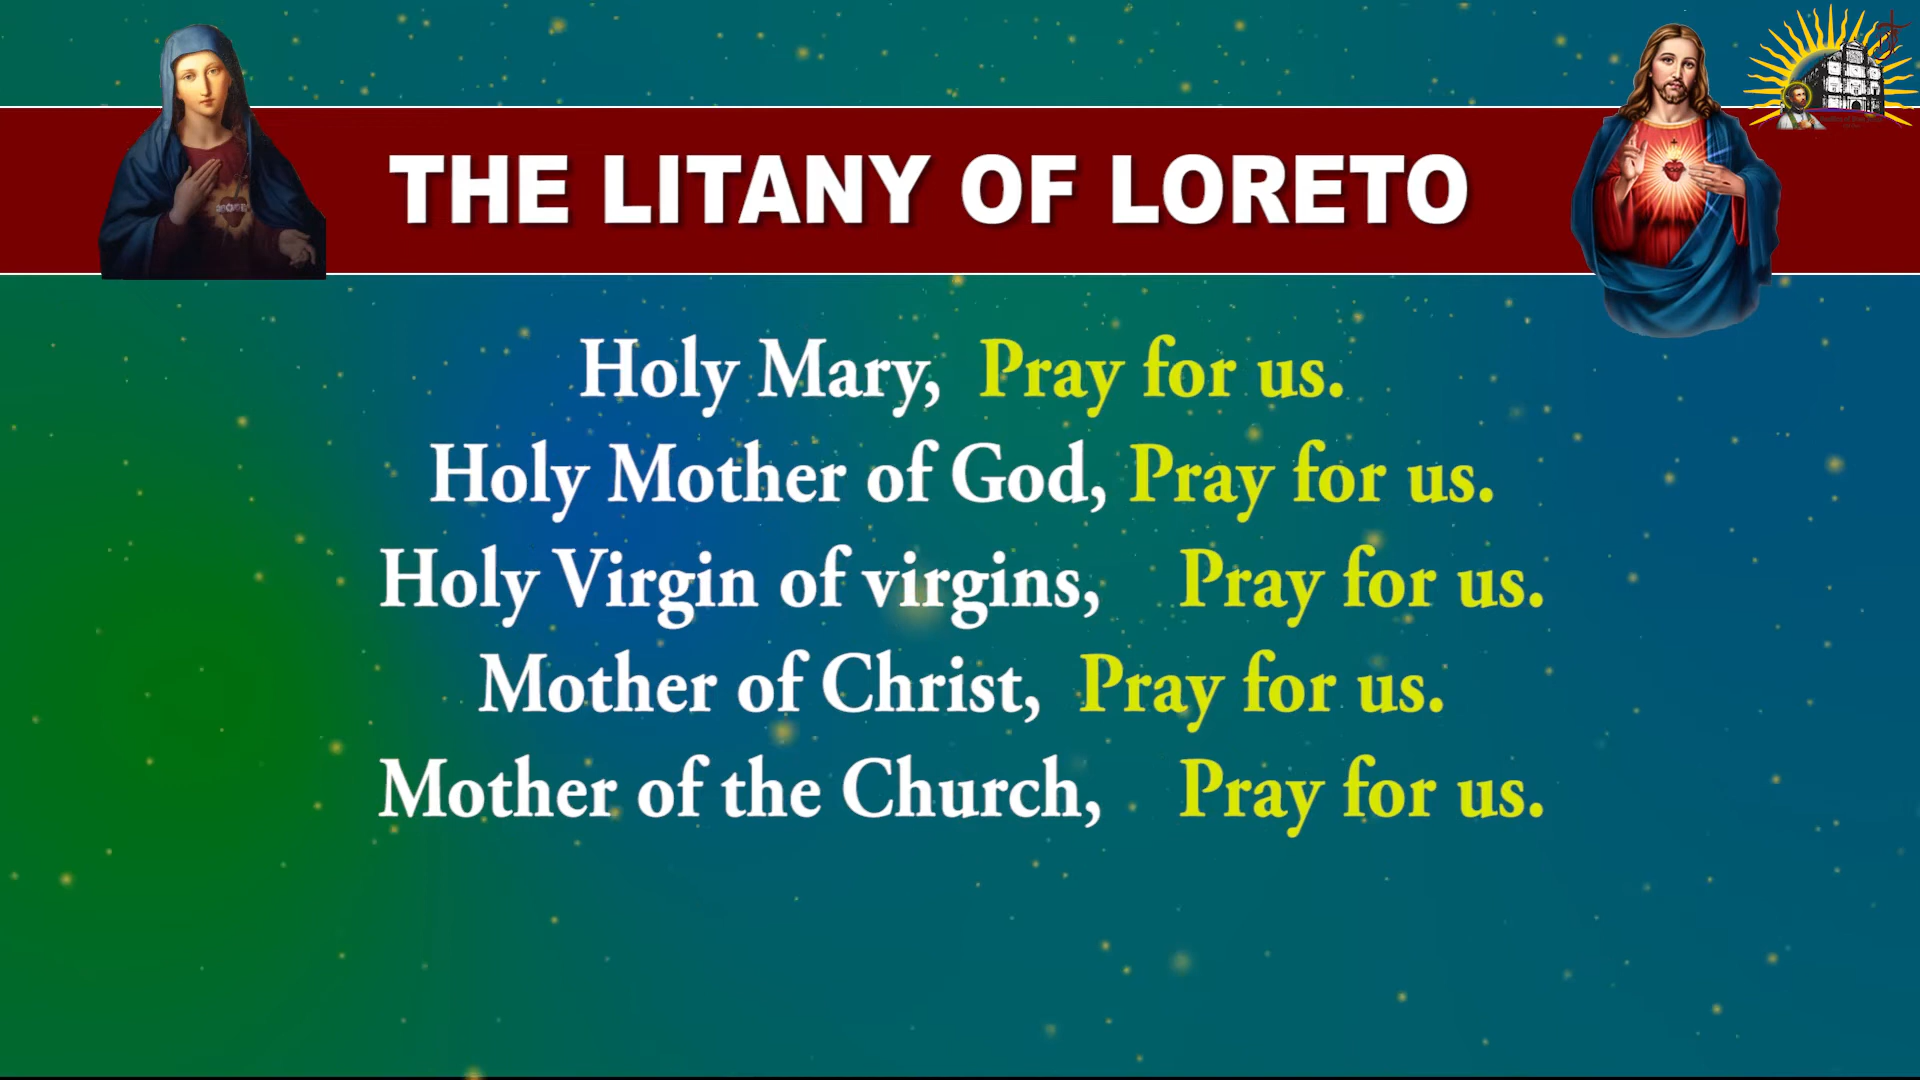 THE LITANY OF LORETO
Holy Mary, Pray for us.
Holy Mother of God, Pray for us.
Holy Virgin of virgins, Pray for us.
Mother of Christ, Pray for us.
Mother of the Church, Pray for us.